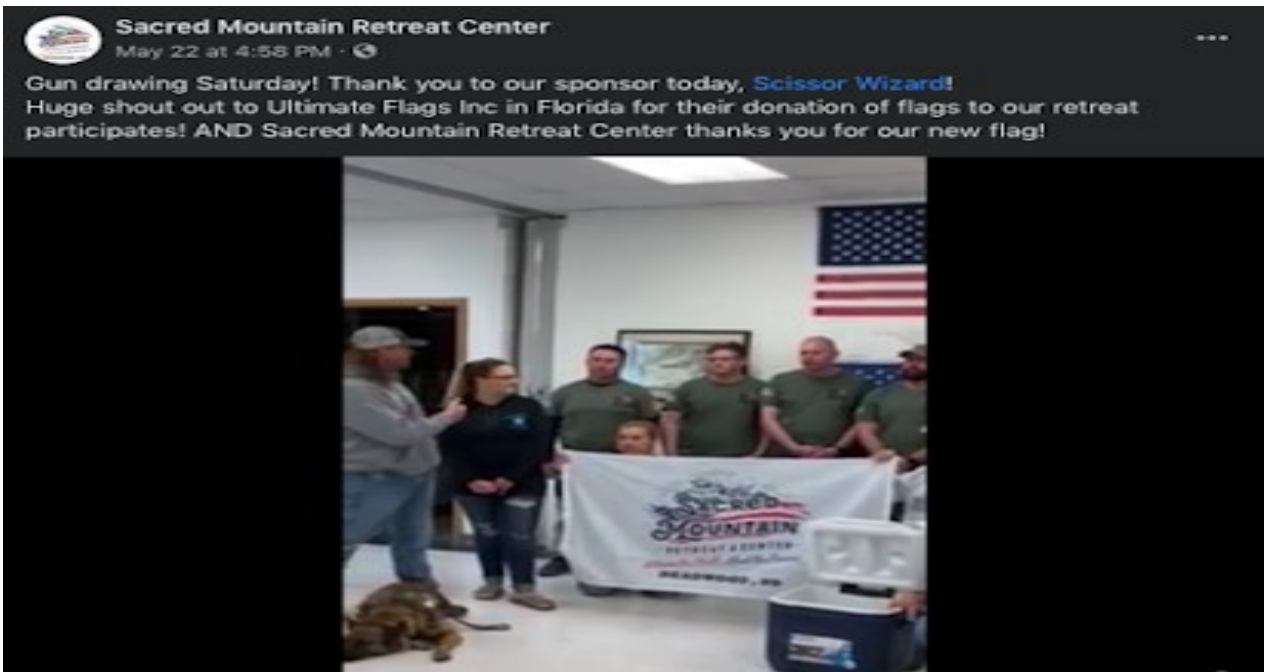 Sacred Mountain Retreat Center
May 22 at 4:58 PM ·
Gun drawing Saturday! Thank you to our sponsor today, Scissor Wizard!
Huge shout out to Ultimate Flags Inc in Florida for their donation of flags to our retreat
participates! AND Sacred Mountain Retreat Center thanks you for our new flag!
SACRED
MOUNTAIN
RETREAT CENTER
DEADWOOD, SD